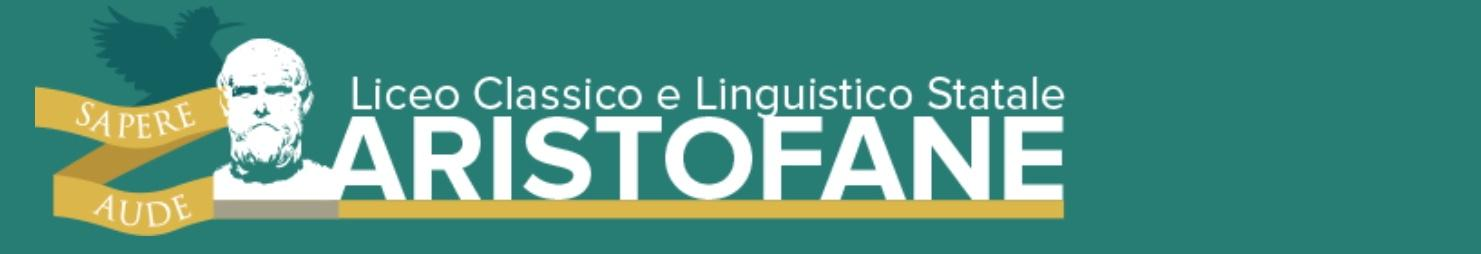 SAPERE
AUDE
Liceo Classico e Linguistico Statale
ARISTOFANE